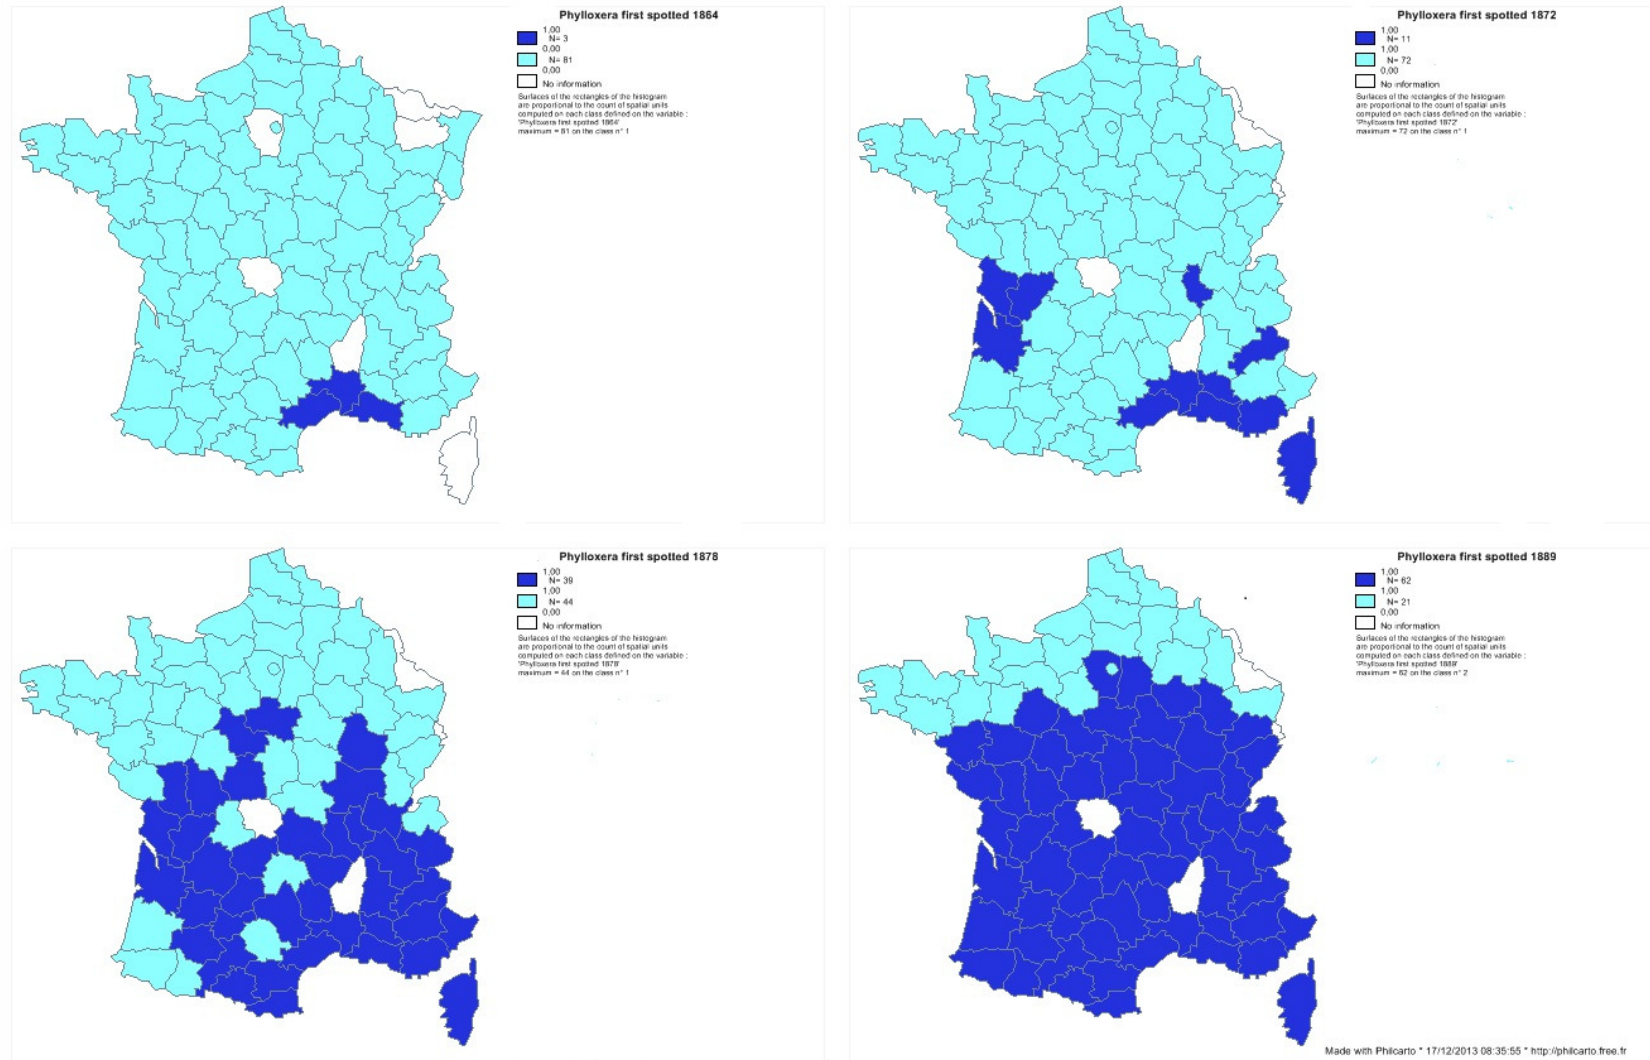 Phylloxera first spotted 1864
1,00
N= 3
0,00
N= 81
0,00
No information
Surfaces of the rectangles of the histogram
are proportional to the count of spatial units
computed on each class defined on the variable :
'Phylloxera first spotted 1864'
maximum = 81 on the class n° 1
Phylloxera first spotted 1872
1,00
N= 11
1,00
N= 72
0,00
No information
Surfaces of the rectangles of the histogram
are proportional to the count of spatial units
computed on each class defined on the variable :
'Phylloxera first spotted 1872'
maximum = 72 on the class n° 1
Phylloxera first spotted 1878
1,00
N= 39
1,00
N= 44
0,00
No information
Surfaces of the rectangles of the histogram
are proportional to the count of spatial units
computed on each class defined on the variable :
'Phylloxera first spotted 1878'
maximum = 44 on the class n° 1
Phylloxera first spotted 1889
1,00
N= 62
1,00
N= 21
0,00
No information
Surfaces of the rectangles of the histogram
are proportional to the count of spatial units
computed on each class defined on the variable :
'Phylloxera first spotted 1889'
maximum = 62 on the class n° 2
Made with Philcarto * 17/12/2013 08:35:55 * http://philcarto.free.fr